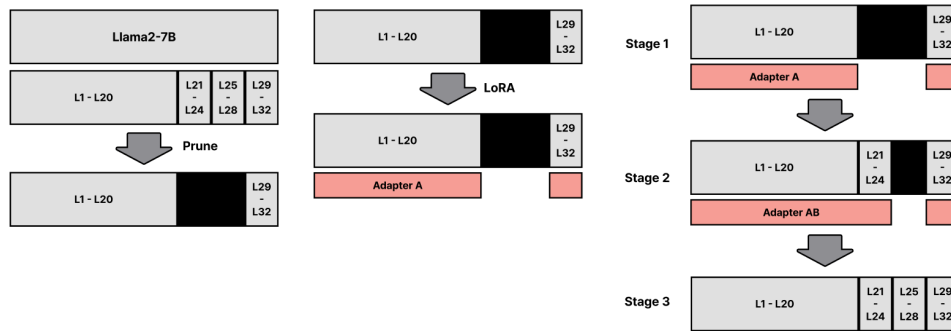 Llama2-7B
L1 - L20
L21
-
L24
L25
-
L28
L29
-
L32
Prune
L1 - L20
L29
-
L32
L1 - L20
L29
-
L32
LoRA
L1 - L20
L29
-
L32
Adapter A
Stage 1
L1 - L20
L29
-
L32
Adapter A
Stage 2
L1 - L20
L21
-
L24
L29
-
L32
Adapter AB
Stage 3
L1 - L20
L21
-
L24
L25
-
L28
L29
-
L32